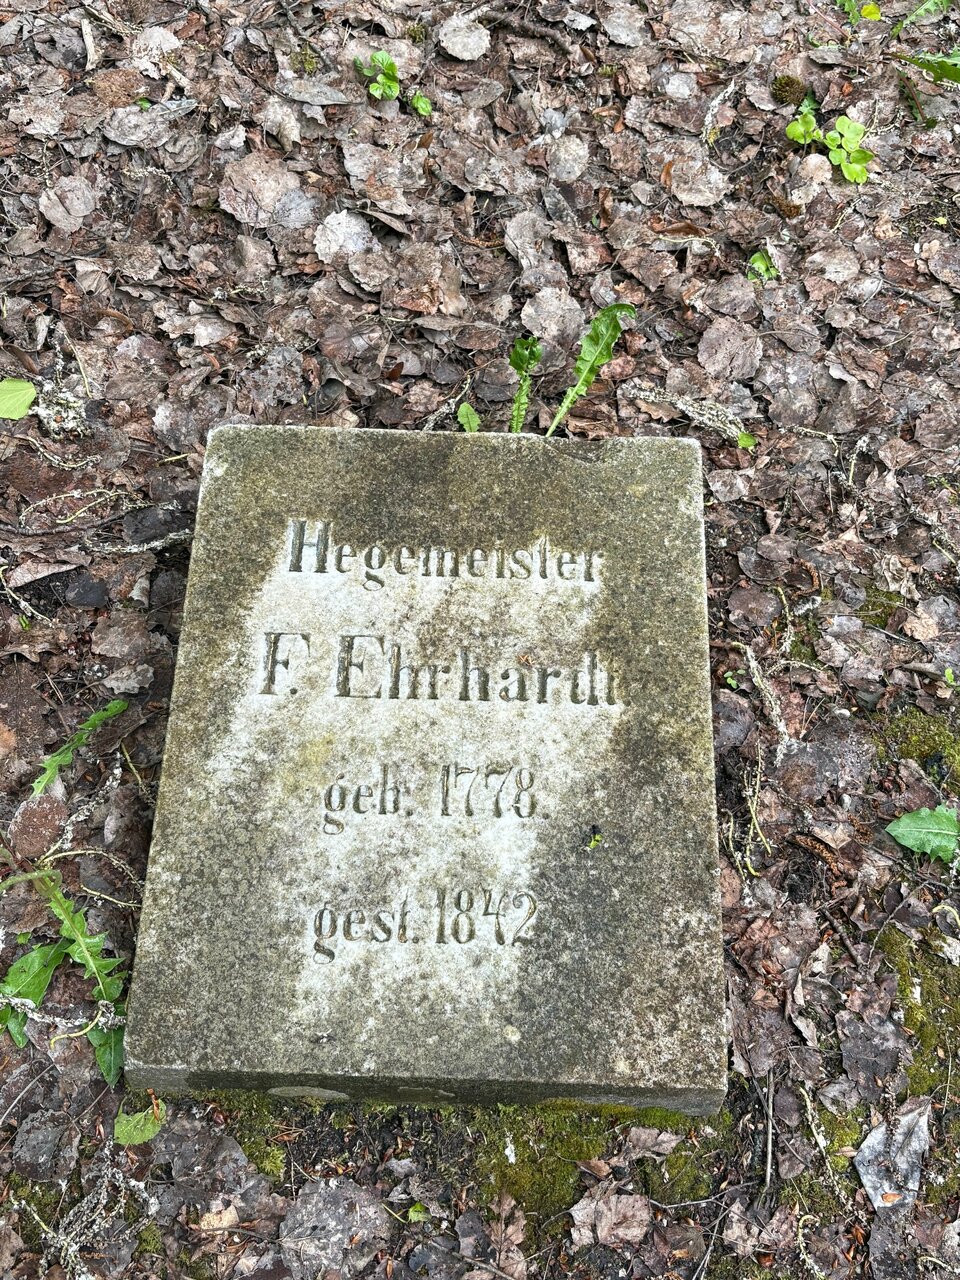 Hegemeister
F. Ehrhardt
geb. 1778.
gest. 1842.